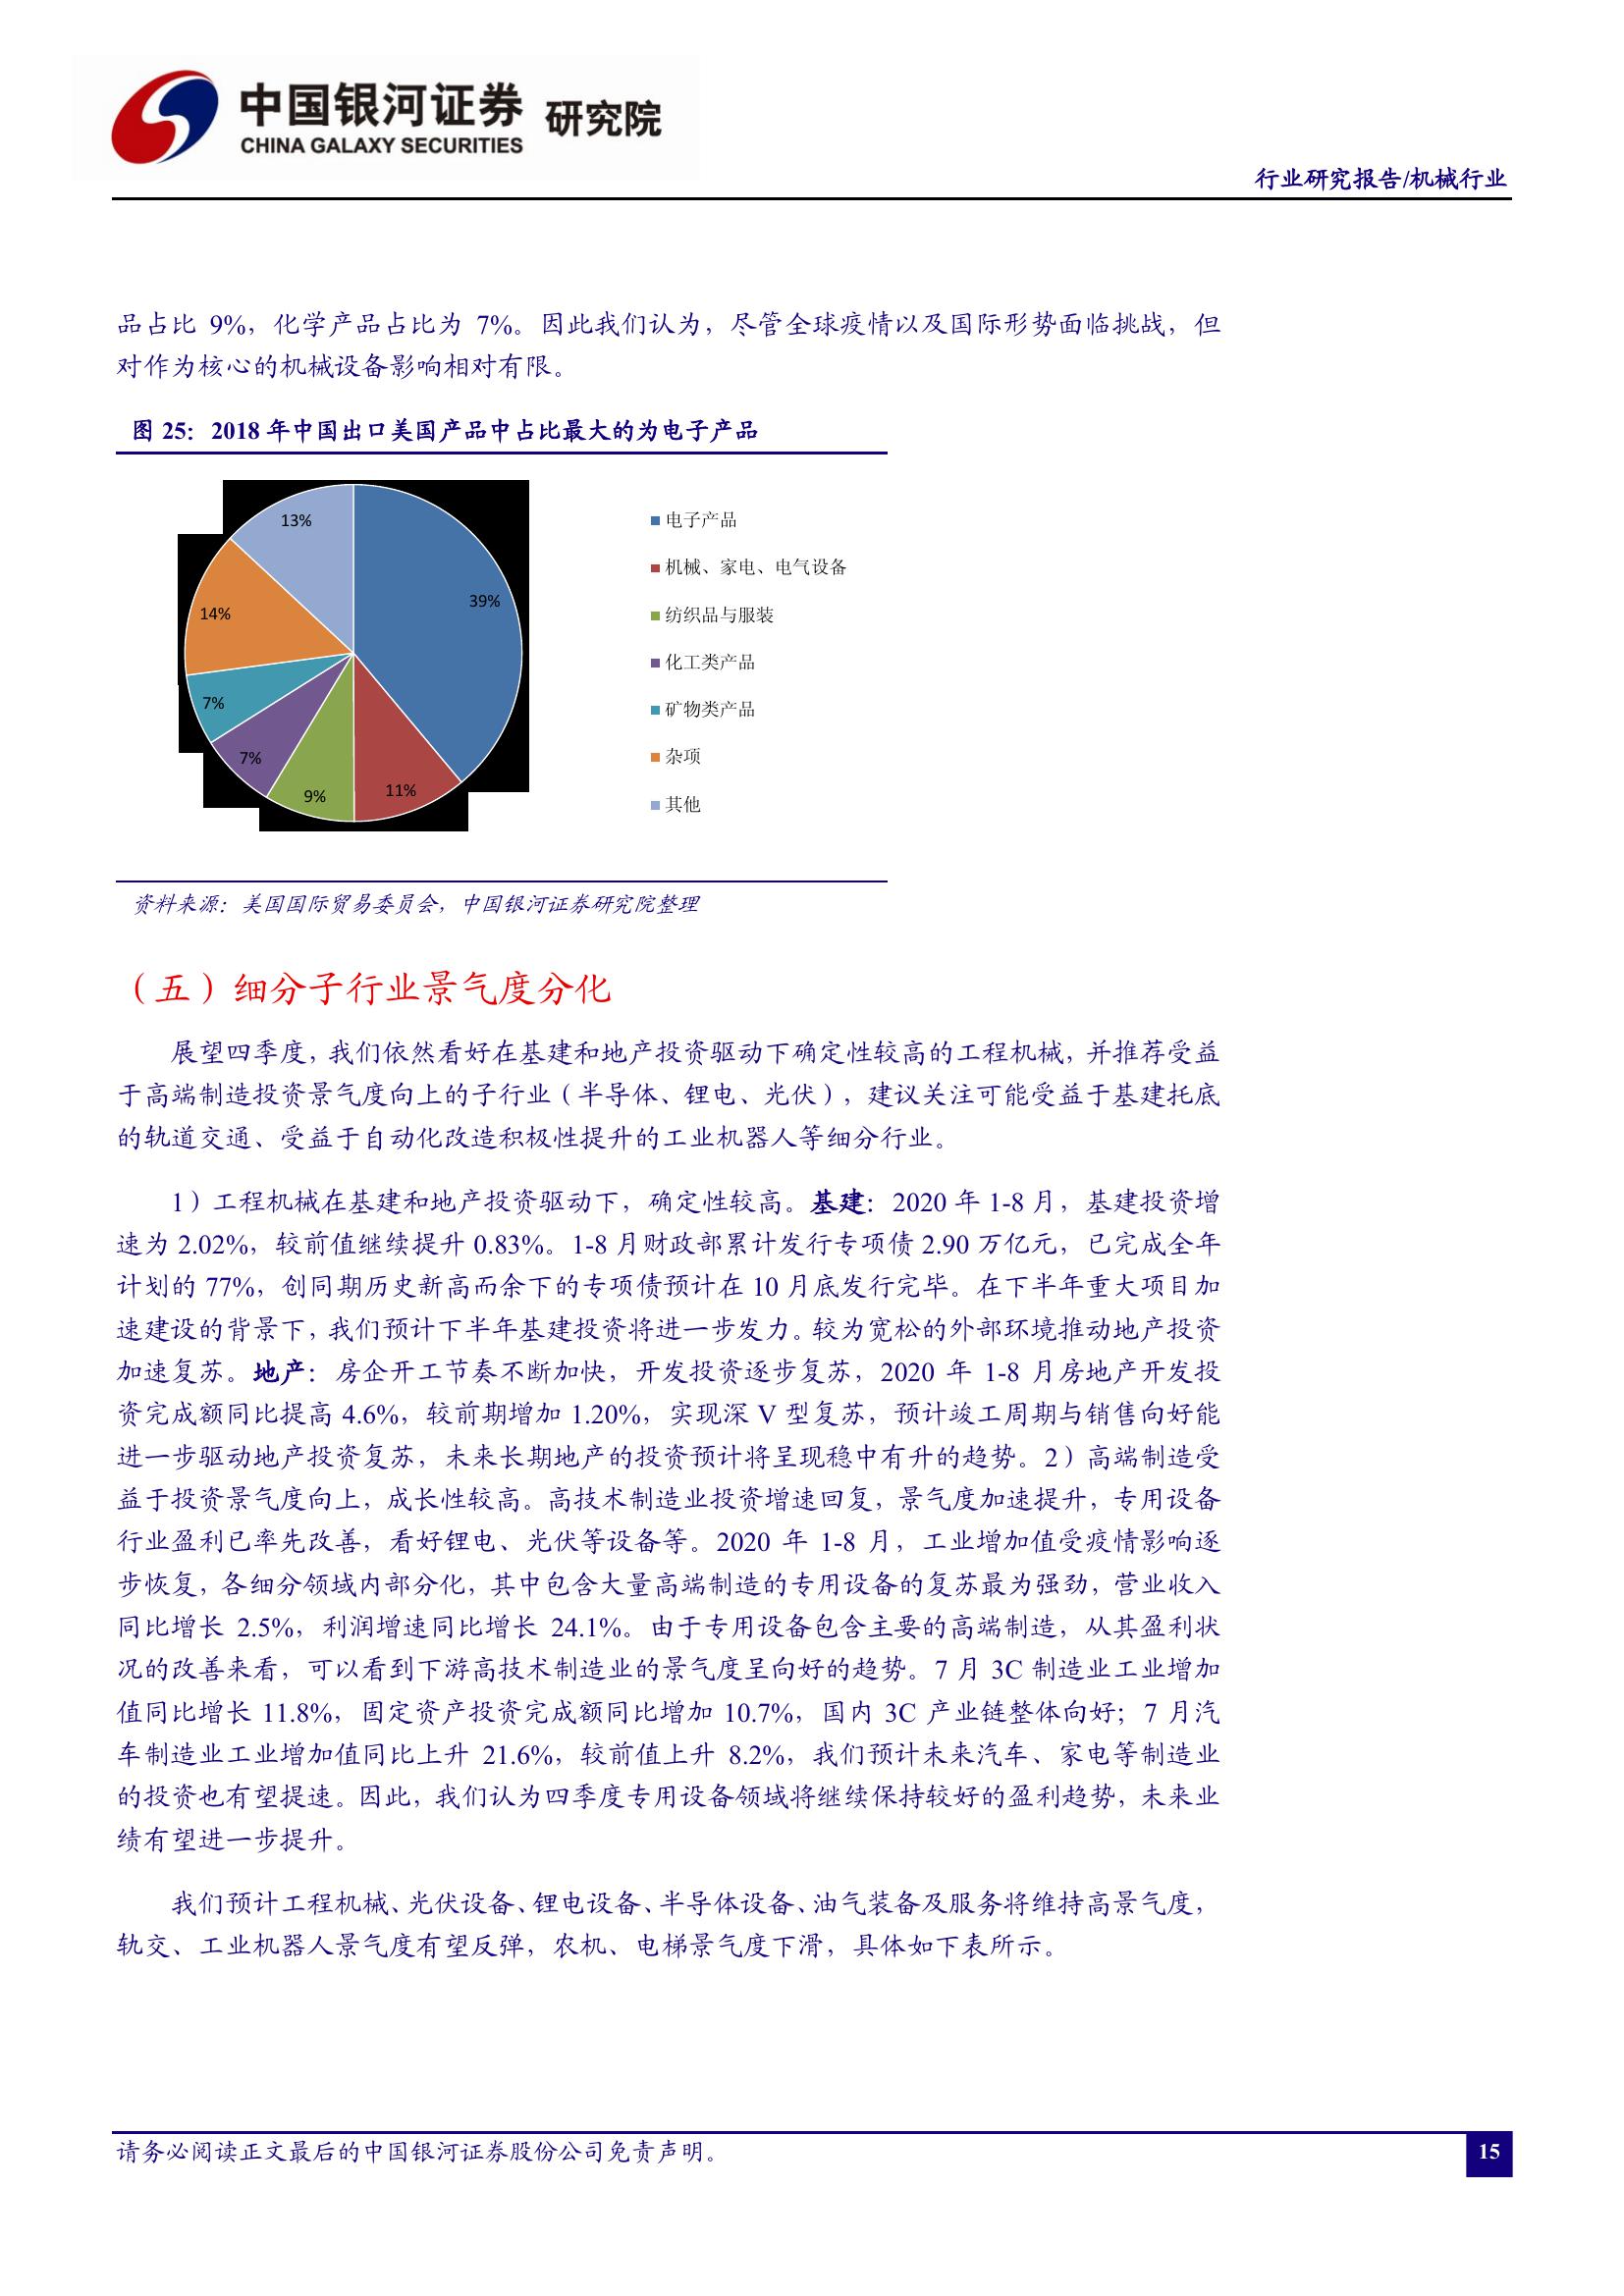 中国银河证券 研究院
CHINA GALAXY SECURITIES
行业研究报告/机械行业
品占比 9%，化学产品占比为 7%。因此我们认为，尽管全球疫情以及国际形势面临挑战，但
对作为核心的机械设备影响相对有限。
图 25：2018 年中国出口美国产品中占比最大的为电子产品
13%
39%
14%
7%
7%
9%
11%
电子产品
机械、家电、电气设备
纺织品与服装
化工类产品
矿物类产品
杂项
其他
资料来源：美国国际贸易委员会，中国银河证券研究院整理
（五）细分子行业景气度分化
展望四季度，我们依然看好在基建和地产投资驱动下确定性较高的工程机械，并推荐受益
于高端制造投资景气度向上的子行业（半导体、锂电、光伏），建议关注可能受益于基建托底
的轨道交通、受益于自动化改造积极性提升的工业机器人等细分行业。
1）工程机械在基建和地产投资驱动下，确定性较高。基建：2020 年 1-8 月，基建投资增
速为 2.02%，较前值继续提升 0.83%。1-8 月财政部累计发行专项债 2.90 万亿元，已完成全年
计划的 77%，创同期历史新高而余下的专项债预计在 10 月底发行完毕。在下半年重大项目加
速建设的背景下，我们预计下半年基建投资将进一步发力。较为宽松的外部环境推动地产投资
加速复苏。地产：房企开工节奏不断加快，开发投资逐步复苏，2020 年 1-8 月房地产开发投
资完成额同比提高 4.6%，较前期增加 1.20%，实现深 V 型复苏，预计竣工周期与销售向好能
进一步驱动地产投资复苏，未来长期地产的投资预计将呈现稳中有升的趋势。2）高端制造受
益于投资景气度向上，成长性较高。高技术制造业投资增速回复，景气度加速提升，专用设备
行业盈利已率先改善，看好锂电、光伏等设备等。2020 年 1-8 月，工业增加值受疫情影响逐
步恢复，各细分领域内部分化，其中包含大量高端制造的专用设备的复苏最为强劲，营业收入
同比增长 2.5%，利润增速同比增长 24.1%。由于专用设备包含主要的高端制造，从其盈利状
况的改善来看，可以看到下游高技术制造业的景气度呈向好的趋势。7 月 3C 制造业工业增加
值同比增长 11.8%，固定资产投资完成额同比增加 10.7%，国内 3C 产业链整体向好；7 月汽
车制造业工业增加值同比上升 21.6%，较前值上升 8.2%，我们预计未来汽车、家电等制造业
的投资也有望提速。因此，我们认为四季度专用设备领域将继续保持较好的盈利趋势，未来业
绩有望进一步提升。
我们预计工程机械、光伏设备、锂电设备、半导体设备、油气装备及服务将维持高景气度，
轨交、工业机器人景气度有望反弹，农机、电梯景气度下滑，具体如下表所示。
请务必阅读正文最后的中国银河证券股份公司免责声明。
15